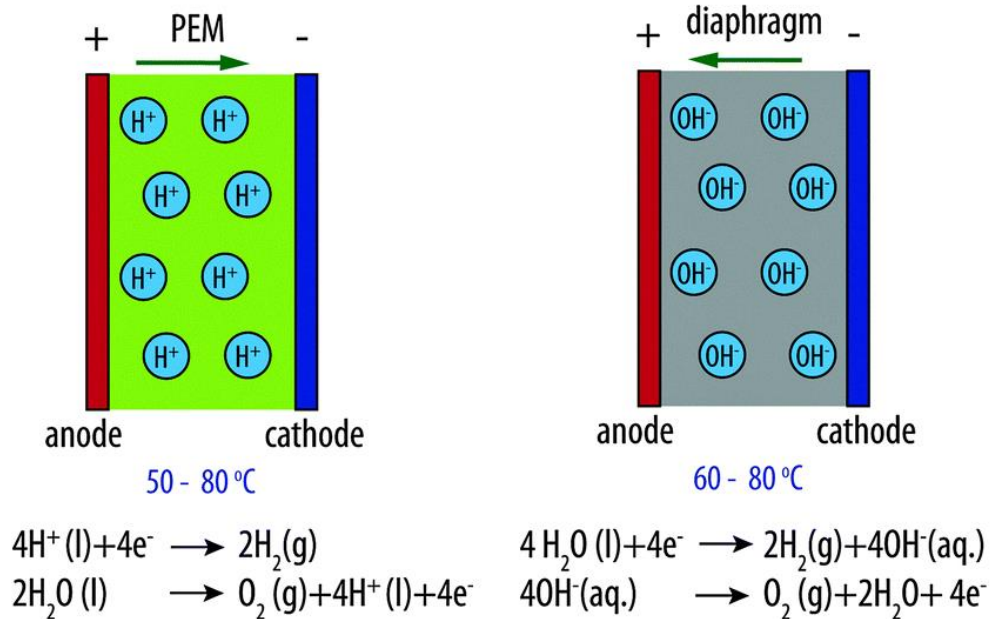 + PEM -
H⁺ H⁺
H⁺ H⁺
H⁺ H⁺
H⁺ H⁺
anode cathode
50 - 80 ºC
4H⁺ (l)+4e⁻ → 2H₂(g)
2H₂O (l) → O₂ (g)+4H⁺ (l)+4e⁻
+ diaphragm -
OH⁻ OH⁻
OH⁻ OH⁻
OH⁻ OH⁻
OH⁻ OH⁻
anode cathode
60 - 80 ºC
4 H₂O (l)+4e⁻ → 2H₂(g)+4OH⁻(aq.)
4OH⁻(aq.) → O₂ (g)+2H₂O+ 4e⁻